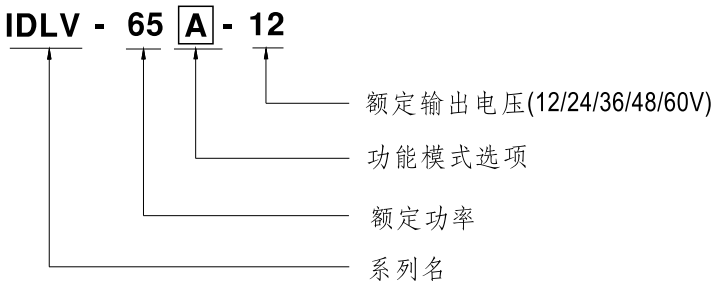 IDLV - 65 A - 12
额定输出电压(12/24/36/48/60V)
功能模式选项
额定功率
系列名